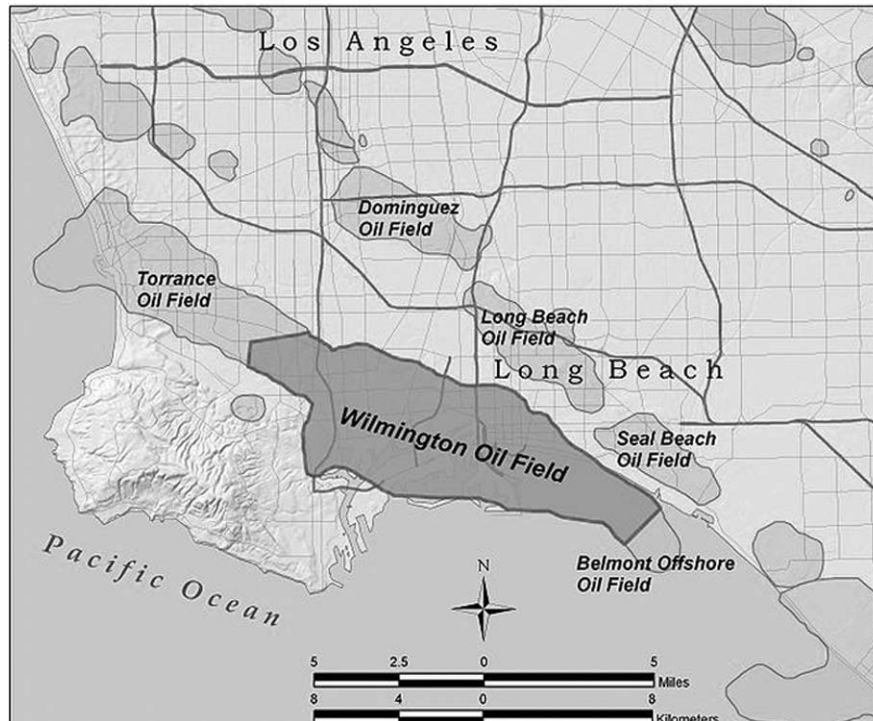 Los Angeles
Dominguez
Oil Field
Torrance
Oil Field
Long Beach
Oil Field
Long Beach
Wilmington Oil Field
Seal Beach
Oil Field
Belmont Offshore
Oil Field
Pacific Ocean
N
5 2.5 0 5
Miles
8 4 0 8
Kilometers